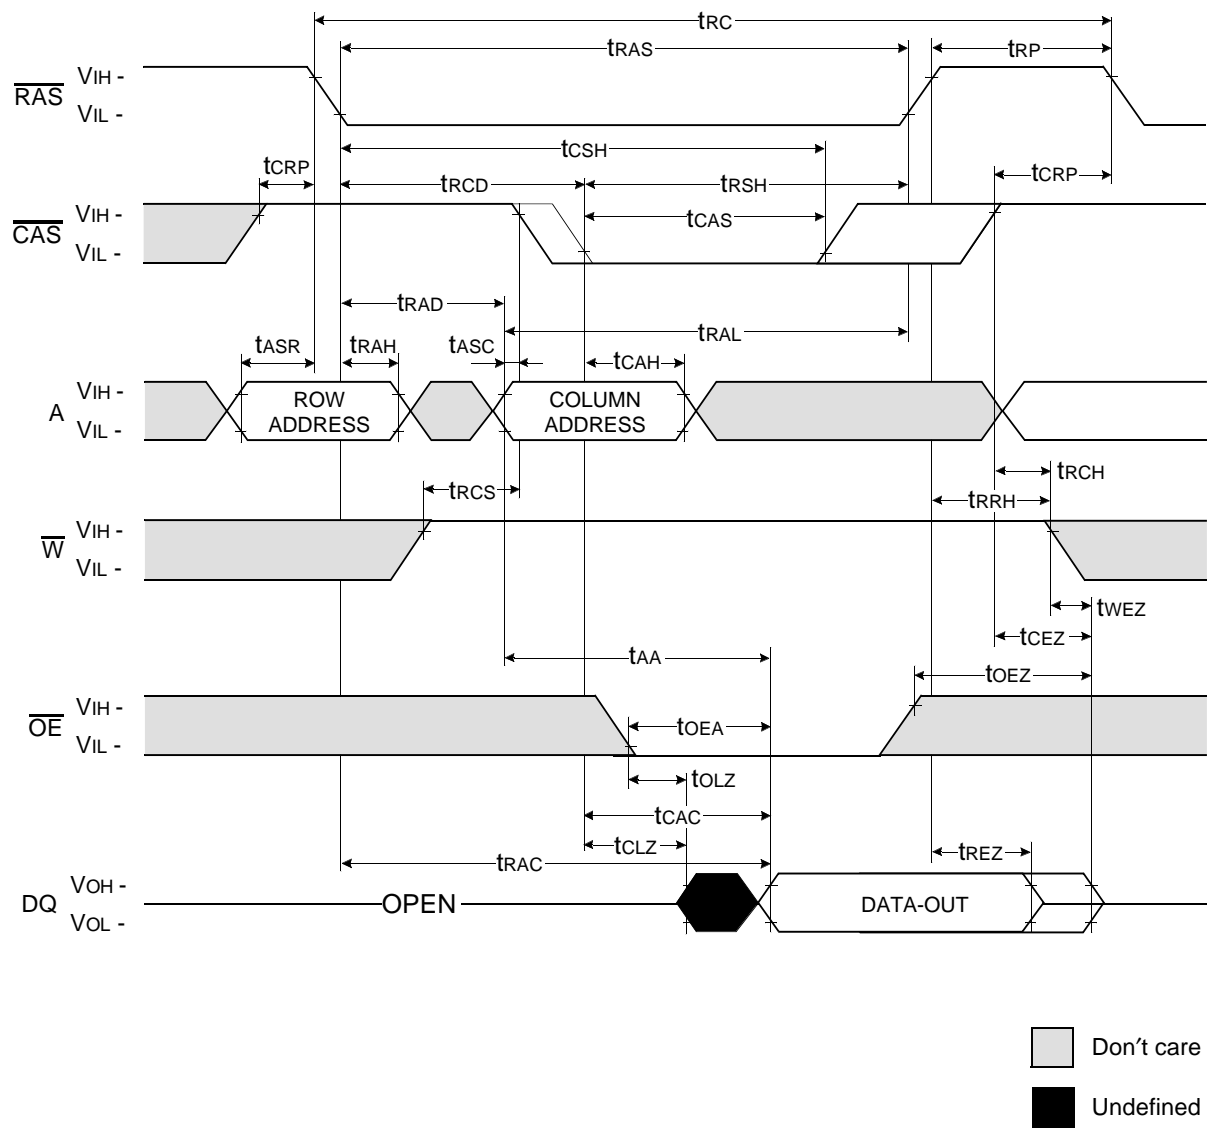 tRC
tRAS
tRP
RAS
VIH -
VIL -
tCSH
tCRP
tRCD
tRSH
tCRP
CAS
VIH -
VIL -
tCAS
tRAD
tRAL
tASR
tRAH
tASC
tCAH
A
VIH -
VIL -
ROW
ADDRESS
COLUMN
ADDRESS
tRCH
tRCS
tRRH
W
VIH -
VIL -
tWEZ
tCEZ
tAA
tOEZ
OE
VIH -
VIL -
tOEA
tOLZ
tCAC
tCLZ
tRAC
tREZ
DQ
VOH -
VOL -
OPEN
DATA-OUT
Don′t care
Undefined